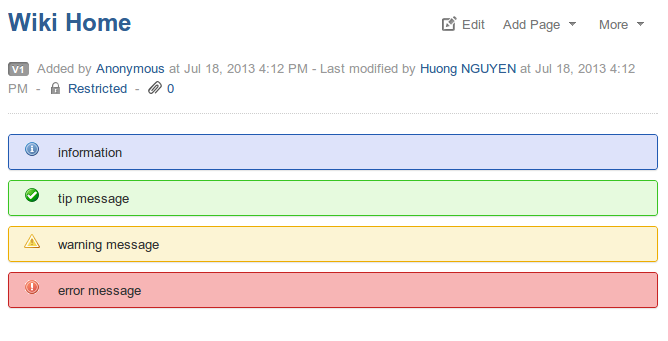 Wiki Home
Edit Add Page More
V1 Added by Anonymous at Jul 18, 2013 4:12 PM - Last modified by Huong NGUYEN at Jul 18, 2013 4:12
PM - Restricted - 0
information
tip message
warning message
error message